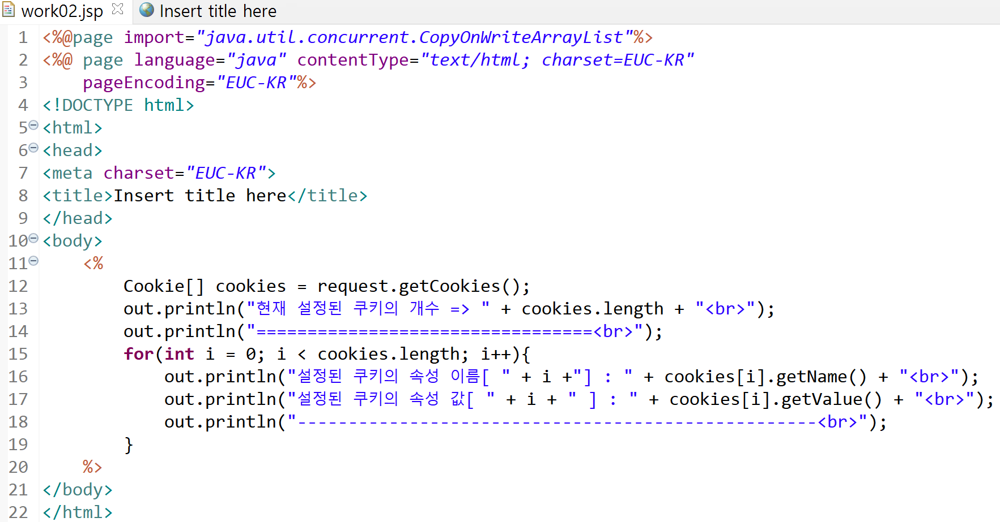 work02.jsp Insert title here
1 <%@page import="java.util.concurrent.CopyOnWriteArrayList"%>
2 <%@ page language="java" contentType="text/html; charset=EUC-KR"
3     pageEncoding="EUC-KR"%>
4 <!DOCTYPE html>
5 <html>
6 <head>
7 <meta charset="EUC-KR">
8 <title>Insert title here</title>
9 </head>
10 <body>
11     <%
12         Cookie[] cookies = request.getCookies();
13         out.println("현재 설정된 쿠키의 개수 => " + cookies.length + "<br>");
14         out.println("=================================<br>");
15         for(int i = 0; i < cookies.length; i++){
16             out.println("설정된 쿠키의 속성 이름[ " + i +"] : " + cookies[i].getName() + "<br>");
17             out.println("설정된 쿠키의 속성 값[ " + i + " ] : " + cookies[i].getValue() + "<br>");
18             out.println("---------------------------------------------------<br>");
19         }
20     %>
21 </body>
22 </html>